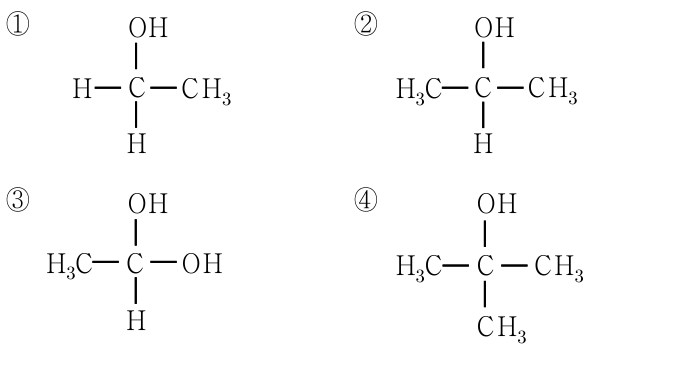 ① OH
H C CH₃
H
② OH
H₃C C CH₃
H
③ OH
H₃C C OH
H
④ OH
H₃C C CH₃
CH₃